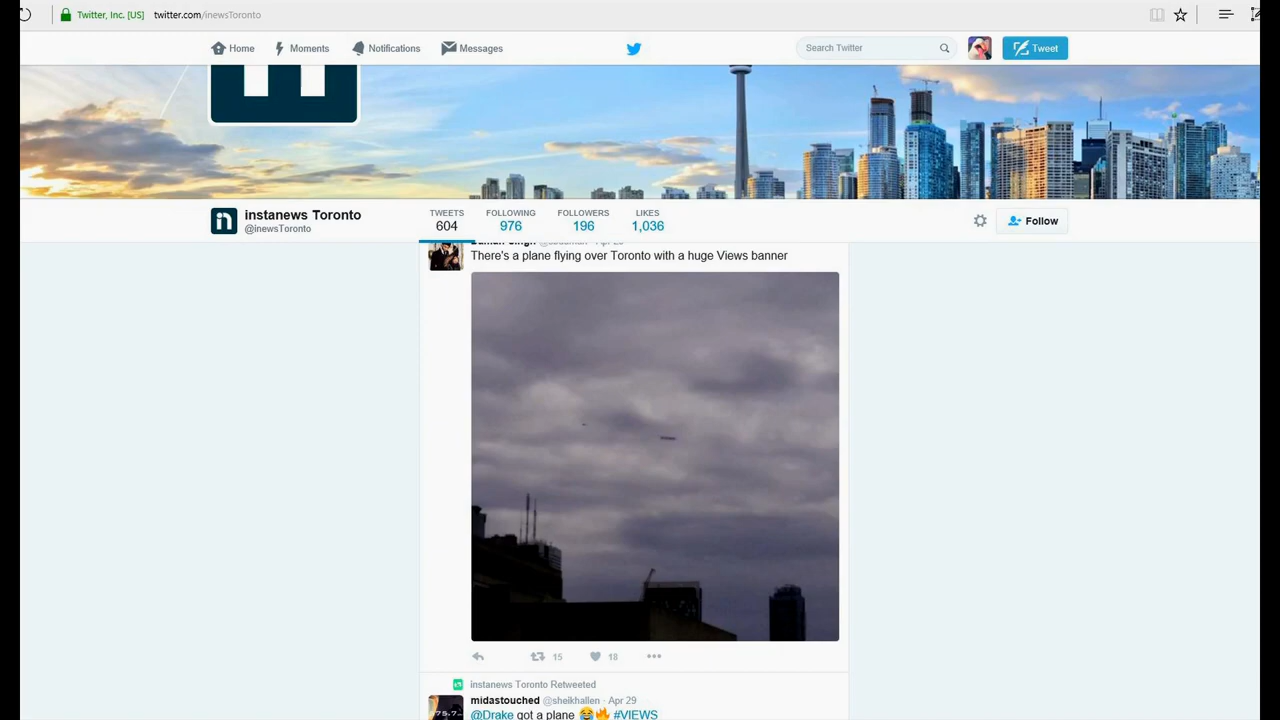 Twitter, Inc. [US] twitter.com/inewsToronto
Home Moments Notifications Messages Search Twitter Tweet
instanews Toronto
@inewsToronto
TWEETS FOLLOWING FOLLOWERS LIKES
604 976 196 1,036
Follow
There's a plane flying over Toronto with a huge Views banner
15 18
instanews Toronto Retweeted
midastouched @sheikhallen · Apr 29
@Drake got a plane 😂🔥 #VIEWS